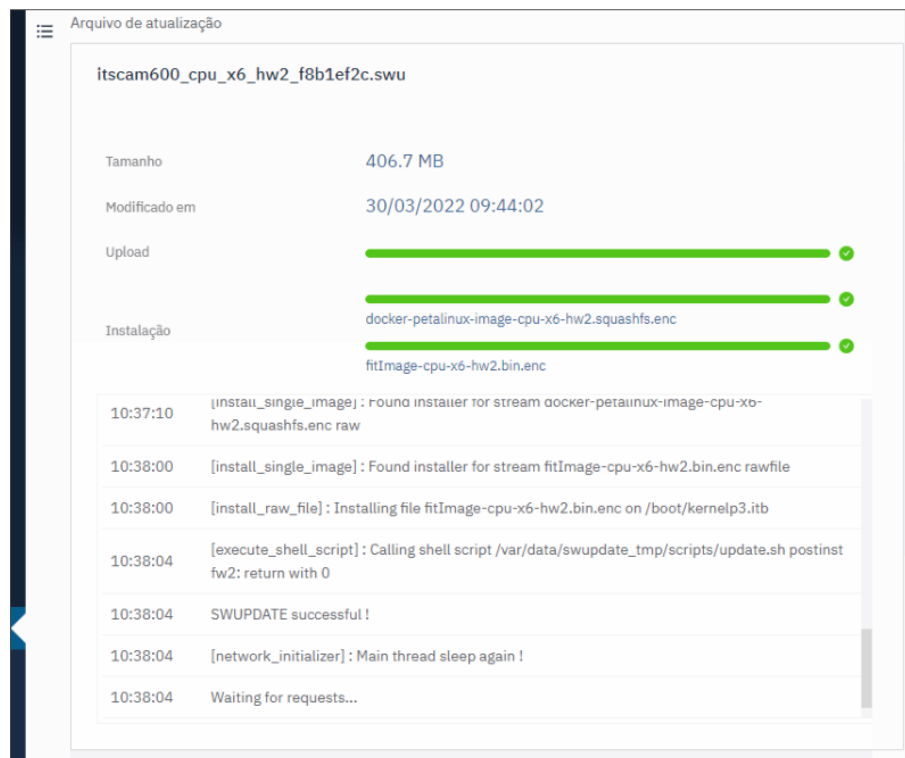 Arquivo de atualização
itscam600_cpu_x6_hw2_f8b1ef2c.swu
Tamanho 406.7 MB
Modificado em 30/03/2022 09:44:02
Upload
Instalação
docker-petalinux-image-cpu-x6-hw2.squashfs.enc
fitImage-cpu-x6-hw2.bin.enc
10:37:10 [install_single_image] : Found installer for stream docker-petalinux-image-cpu-x6-
hw2.squashfs.enc raw
10:38:00 [install_single_image] : Found installer for stream fitImage-cpu-x6-hw2.bin.enc rawfile
10:38:00 [install_raw_file] : Installing file fitImage-cpu-x6-hw2.bin.enc on /boot/kernelp3.itb
10:38:04 [execute_shell_script] : Calling shell script /var/data/swupdate_tmp/scripts/update.sh postinst
fw2: return with 0
10:38:04 SWUPDATE successful !
10:38:04 [network_initializer] : Main thread sleep again !
10:38:04 Waiting for requests...